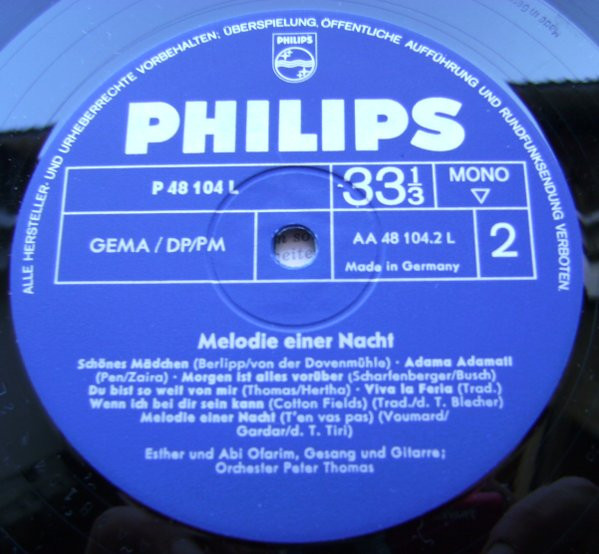 ALLE HERSTELLER- UND URHEBERRECHTE VORBEHALTEN; ÜBERSPIELUNG, ÖFFENTLICHE AUFFÜHRUNG UND RUNDFUNKSENDUNG VERBOTEN.
PHILIPS
PHILIPS
P 48 104 L
33 1/3
MONO
GEMA / DP/PM
AA 48 104.2 L
Made in Germany
2
Melodie einer Nacht
Schönes Mädchen (Berlipp/von der Dovenmühle) · Adama Adamati
(Pen/Zaira) · Morgen ist alles vorüber (Scharfenberger/Busch)
Du bist so weit von mir (Thomas/Hertha) · Viva la Feria (Trad.)
Wenn ich bei dir sein kann (Cotton Fields) (Trad./d. T. Blecher)
Melodie einer Nacht (T'en vas pas) (Voumard/
Gardar/d. T. Tiri)
Esther und Abi Ofarim, Gesang und Gitarre;
Orchester Peter Thomas